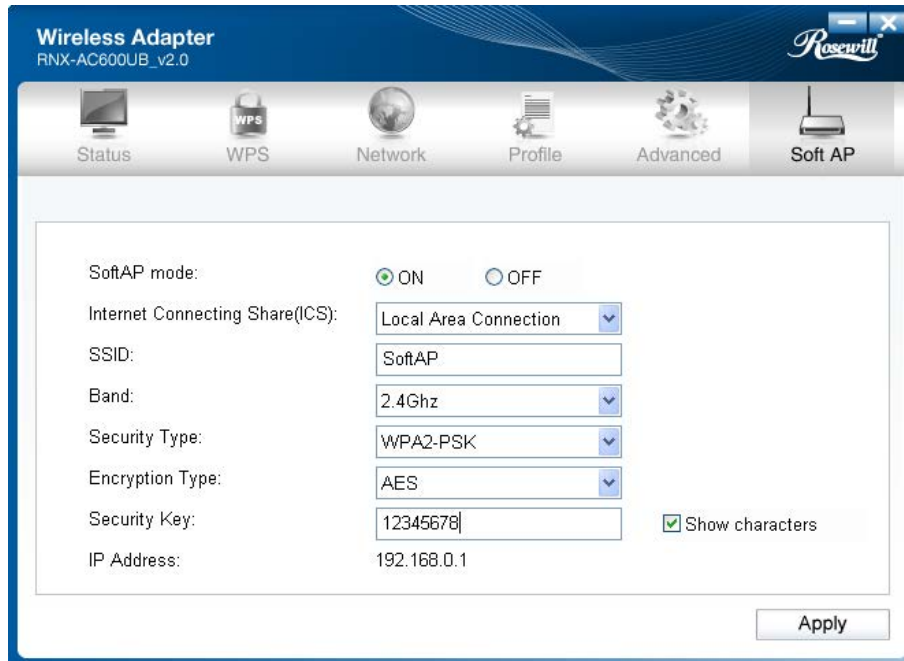 Wireless Adapter
RNX-AC600UB_v2.0
Rosewill™
WPS
Status WPS Network Profile Advanced Soft AP
SoftAP mode: ON OFF
Internet Connecting Share(ICS): Local Area Connection
SSID: SoftAP
Band: 2.4Ghz
Security Type: WPA2-PSK
Encryption Type: AES
Security Key: 12345678 Show characters
IP Address: 192.168.0.1
Apply